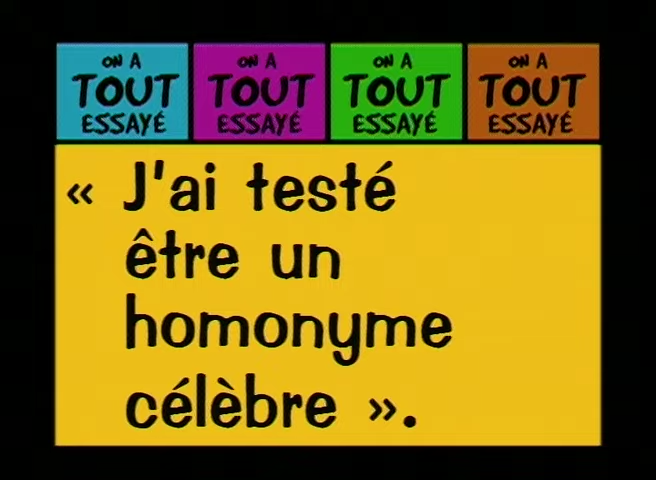 ON A
TOUT
ESSAYÉ
ON A
TOUT
ESSAYÉ
ON A
TOUT
ESSAYÉ
ON A
TOUT
ESSAYÉ
« J'ai testé
être un
homonyme
célèbre ».